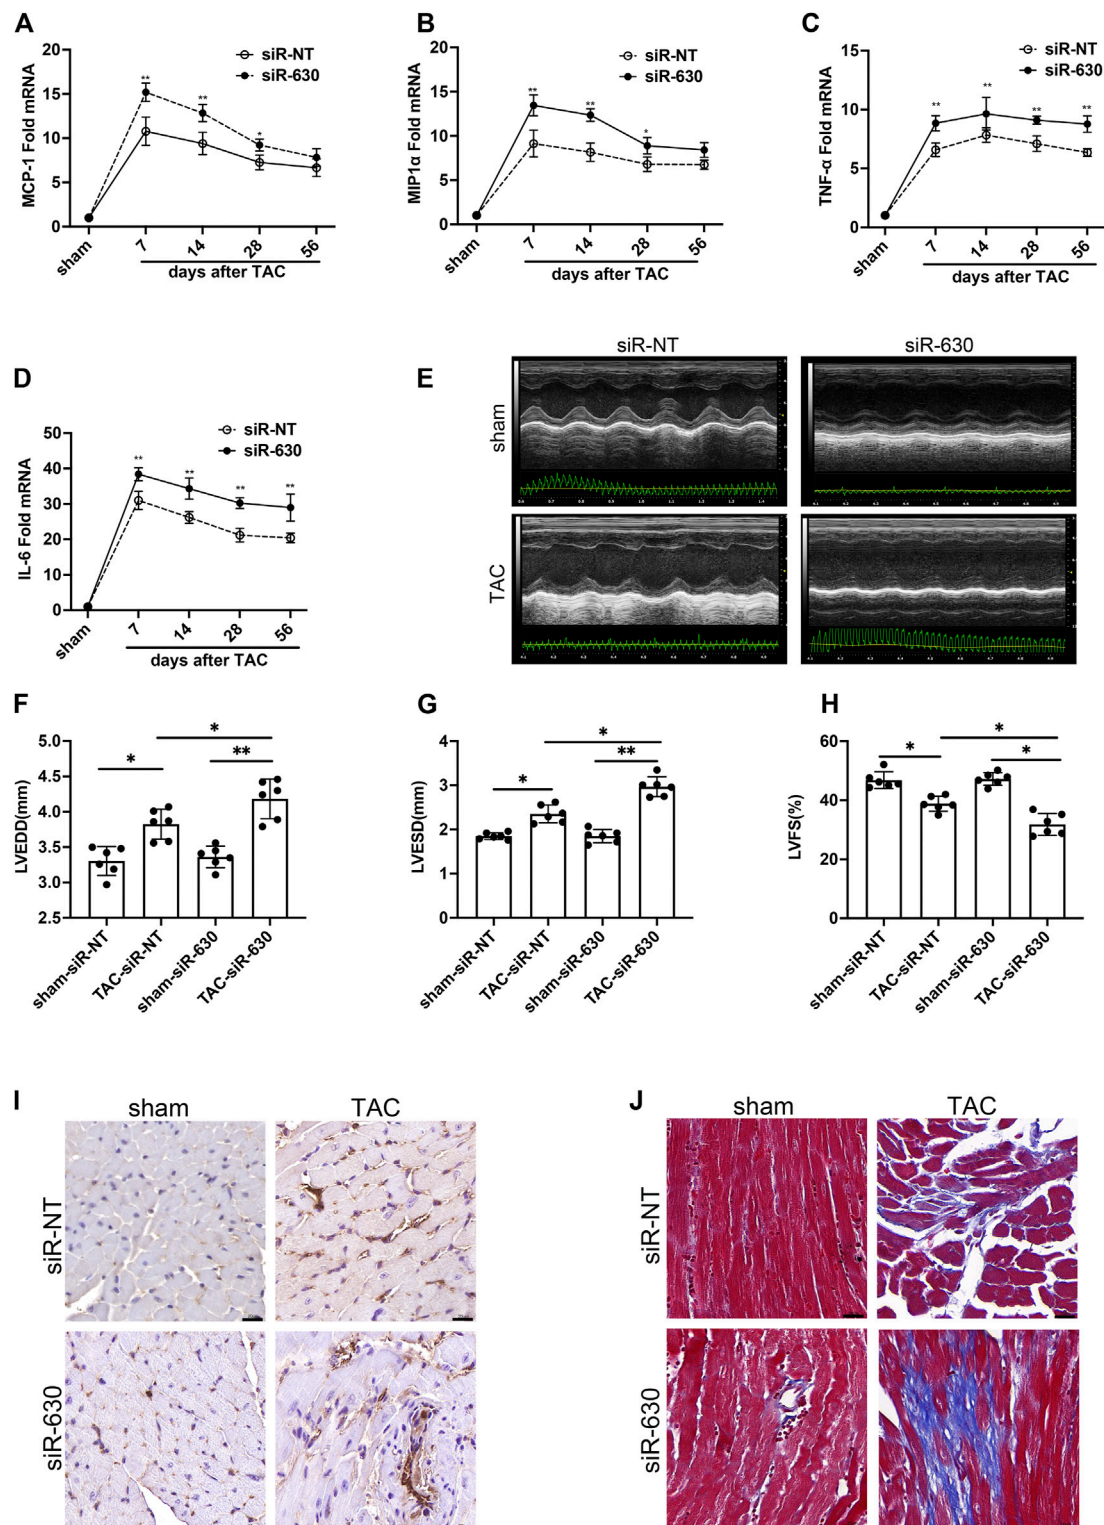 A
MCP-1 Fold mRNA
20
15
10
5
0
siR-NT
siR-630
**
**
*
sham
7
14
28
56
days after TAC
B
MIP1α Fold mRNA
20
15
10
5
0
siR-NT
siR-630
**
**
*
sham
7
14
28
56
days after TAC
C
TNF-α Fold mRNA
15
10
5
0
siR-NT
siR-630
**
**
**
**
sham
7
14
28
56
days after TAC
D
IL-6 Fold mRNA
50
40
30
20
10
0
siR-NT
siR-630
**
**
**
**
sham
7
14
28
56
days after TAC
E
siR-NT
siR-630
sham
TAC
F
LVEDD(mm)
5.0
4.5
4.0
3.5
3.0
2.5
*
*
**
sham-siR-NT
TAC-siR-NT
sham-siR-630
TAC-siR-630
G
LVESD(mm)
4
3
2
1
0
*
*
**
sham-siR-NT
TAC-siR-NT
sham-siR-630
TAC-siR-630
H
LVFS(%)
60
40
20
0
*
*
*
sham-siR-NT
TAC-siR-NT
sham-siR-630
TAC-siR-630
I
sham
TAC
siR-NT
siR-630
J
sham
TAC
siR-NT
siR-630